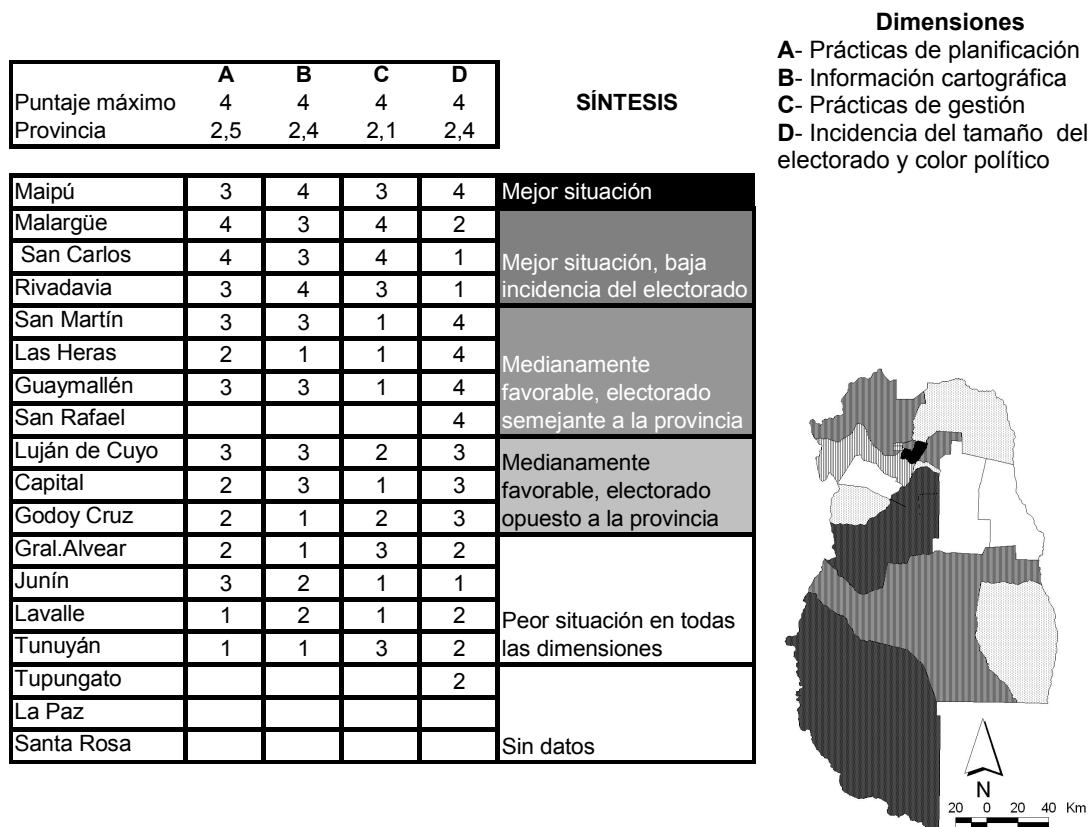 Dimensiones
A- Prácticas de planificación
B- Información cartográfica
C- Prácticas de gestión
D- Incidencia del tamaño del
electorado y color político
A B C D
Puntaje máximo 4 4 4 4
Provincia 2,5 2,4 2,1 2,4
SÍNTESIS
Maipú 3 4 3 4 Mejor situación
Malargüe 4 3 4 2
San Carlos 4 3 4 1
Rivadavia 3 4 3 1
Mejor situación, baja
incidencia del electorado
San Martín 3 3 1 4
Las Heras 2 1 1 4
Guaymallén 3 3 1 4
San Rafael 4
Medianamente
favorable, electorado
semejante a la provincia
Luján de Cuyo 3 3 2 3
Capital 2 3 1 3
Godoy Cruz 2 1 2 3
Medianamente
favorable, electorado
opuesto a la provincia
Gral.Alvear 2 1 3 2
Junín 3 2 1 1
Lavalle 1 2 1 2
Tunuyán 1 1 3 2
Peor situación en todas
las dimensiones
Tupungato 2
La Paz
Santa Rosa
Sin datos
N
20 0 20 40 Km